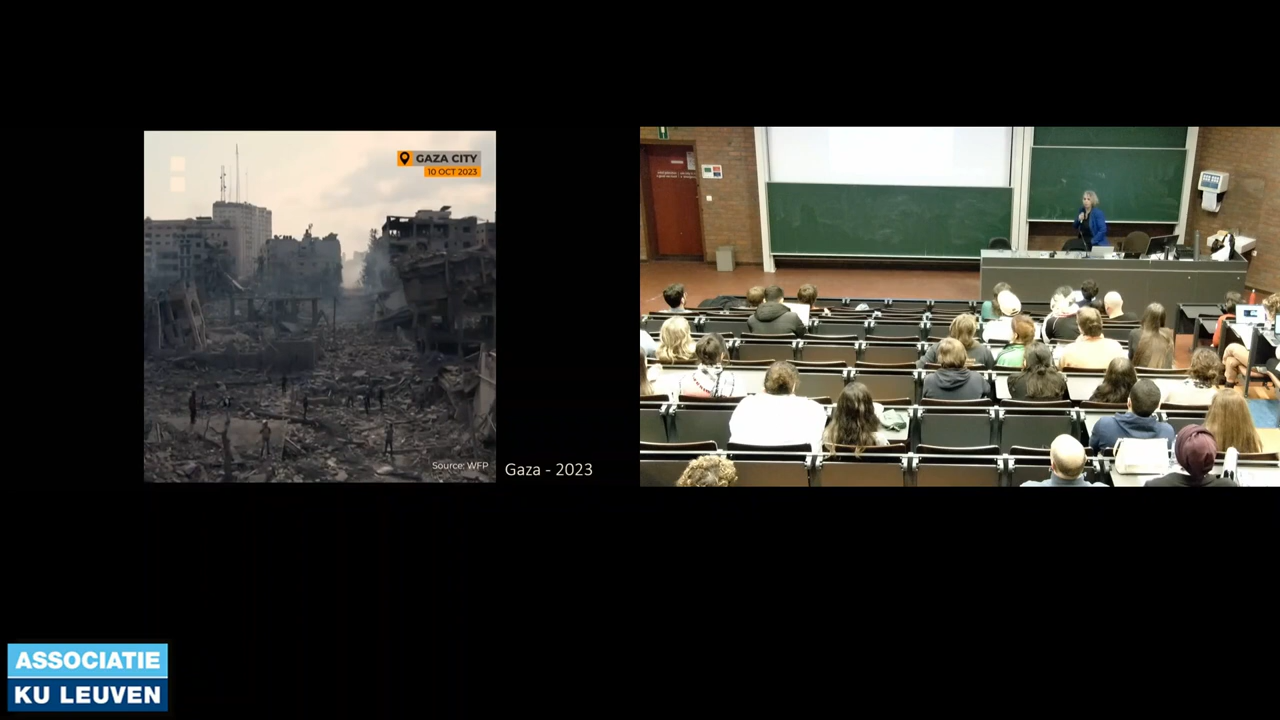 GAZA CITY
10 OCT 2023
Source: WFP
Gaza - 2023
ASSOCIATIE
KU LEUVEN